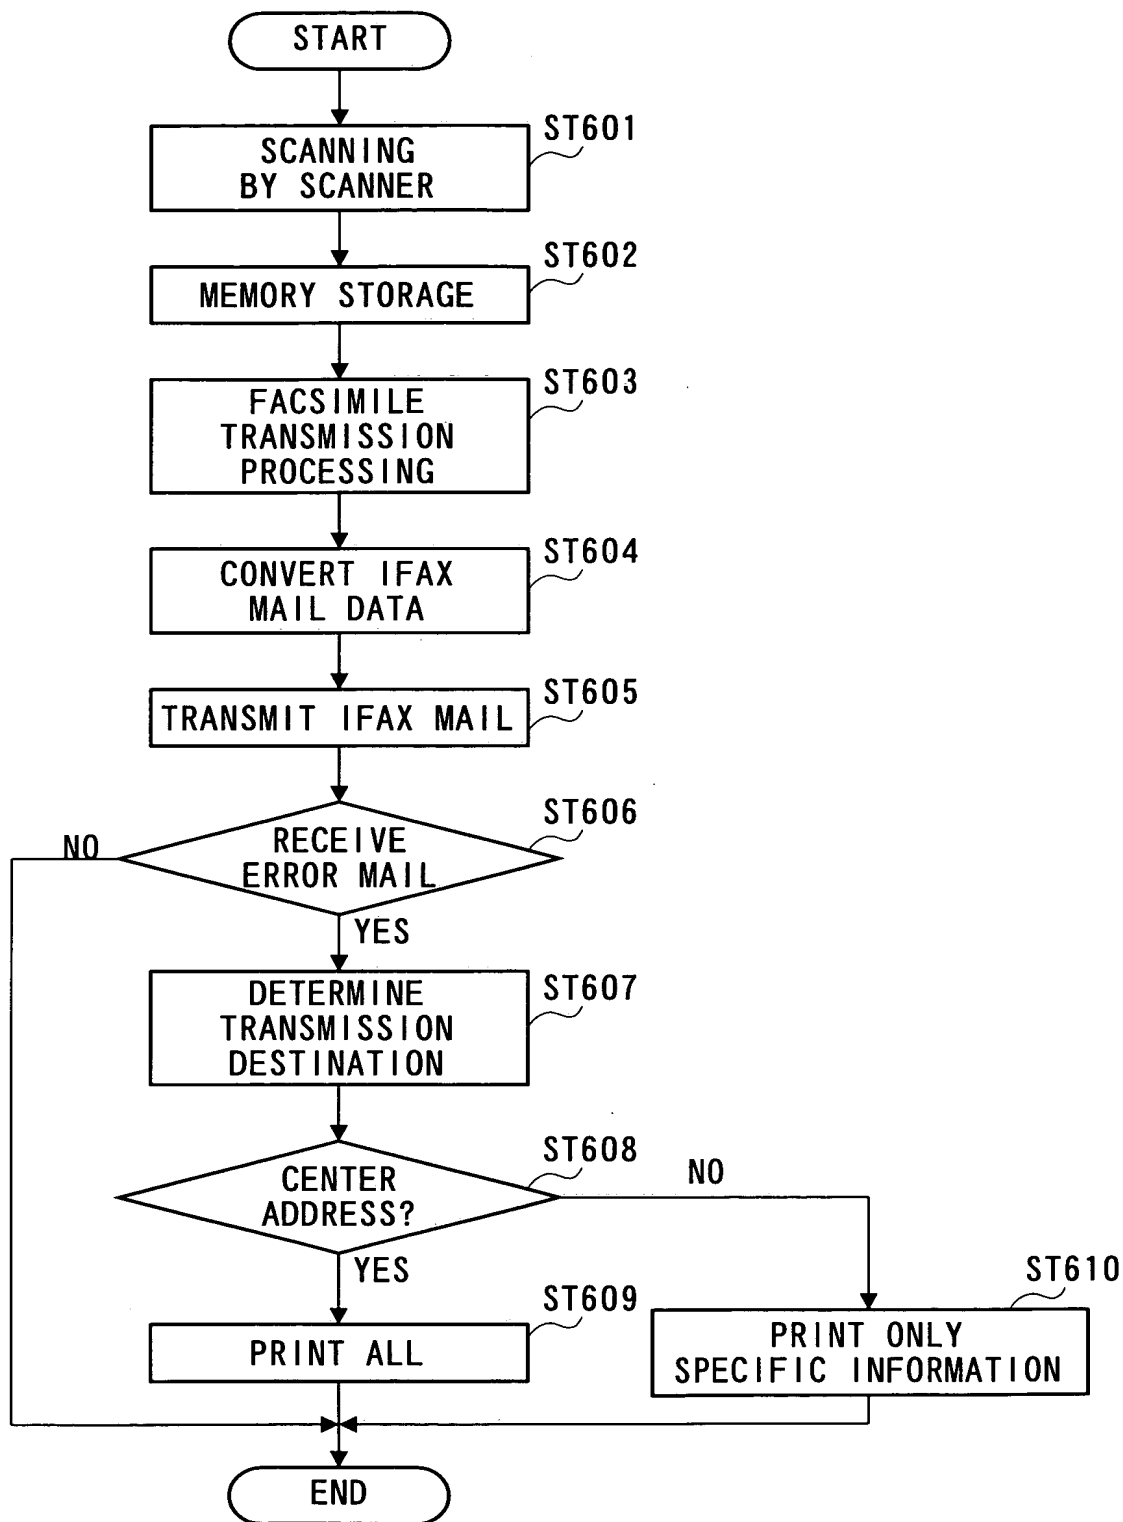 START
ST601
SCANNING
BY SCANNER
ST602
MEMORY STORAGE
ST603
FACSIMILE
TRANSMISSION
PROCESSING
ST604
CONVERT IFAX
MAIL DATA
ST605
TRANSMIT IFAX MAIL
ST606
NO
RECEIVE
ERROR MAIL
YES
ST607
DETERMINE
TRANSMISSION
DESTINATION
ST608
NO
CENTER
ADDRESS?
YES
ST609
PRINT ALL
ST610
PRINT ONLY
SPECIFIC INFORMATION
END